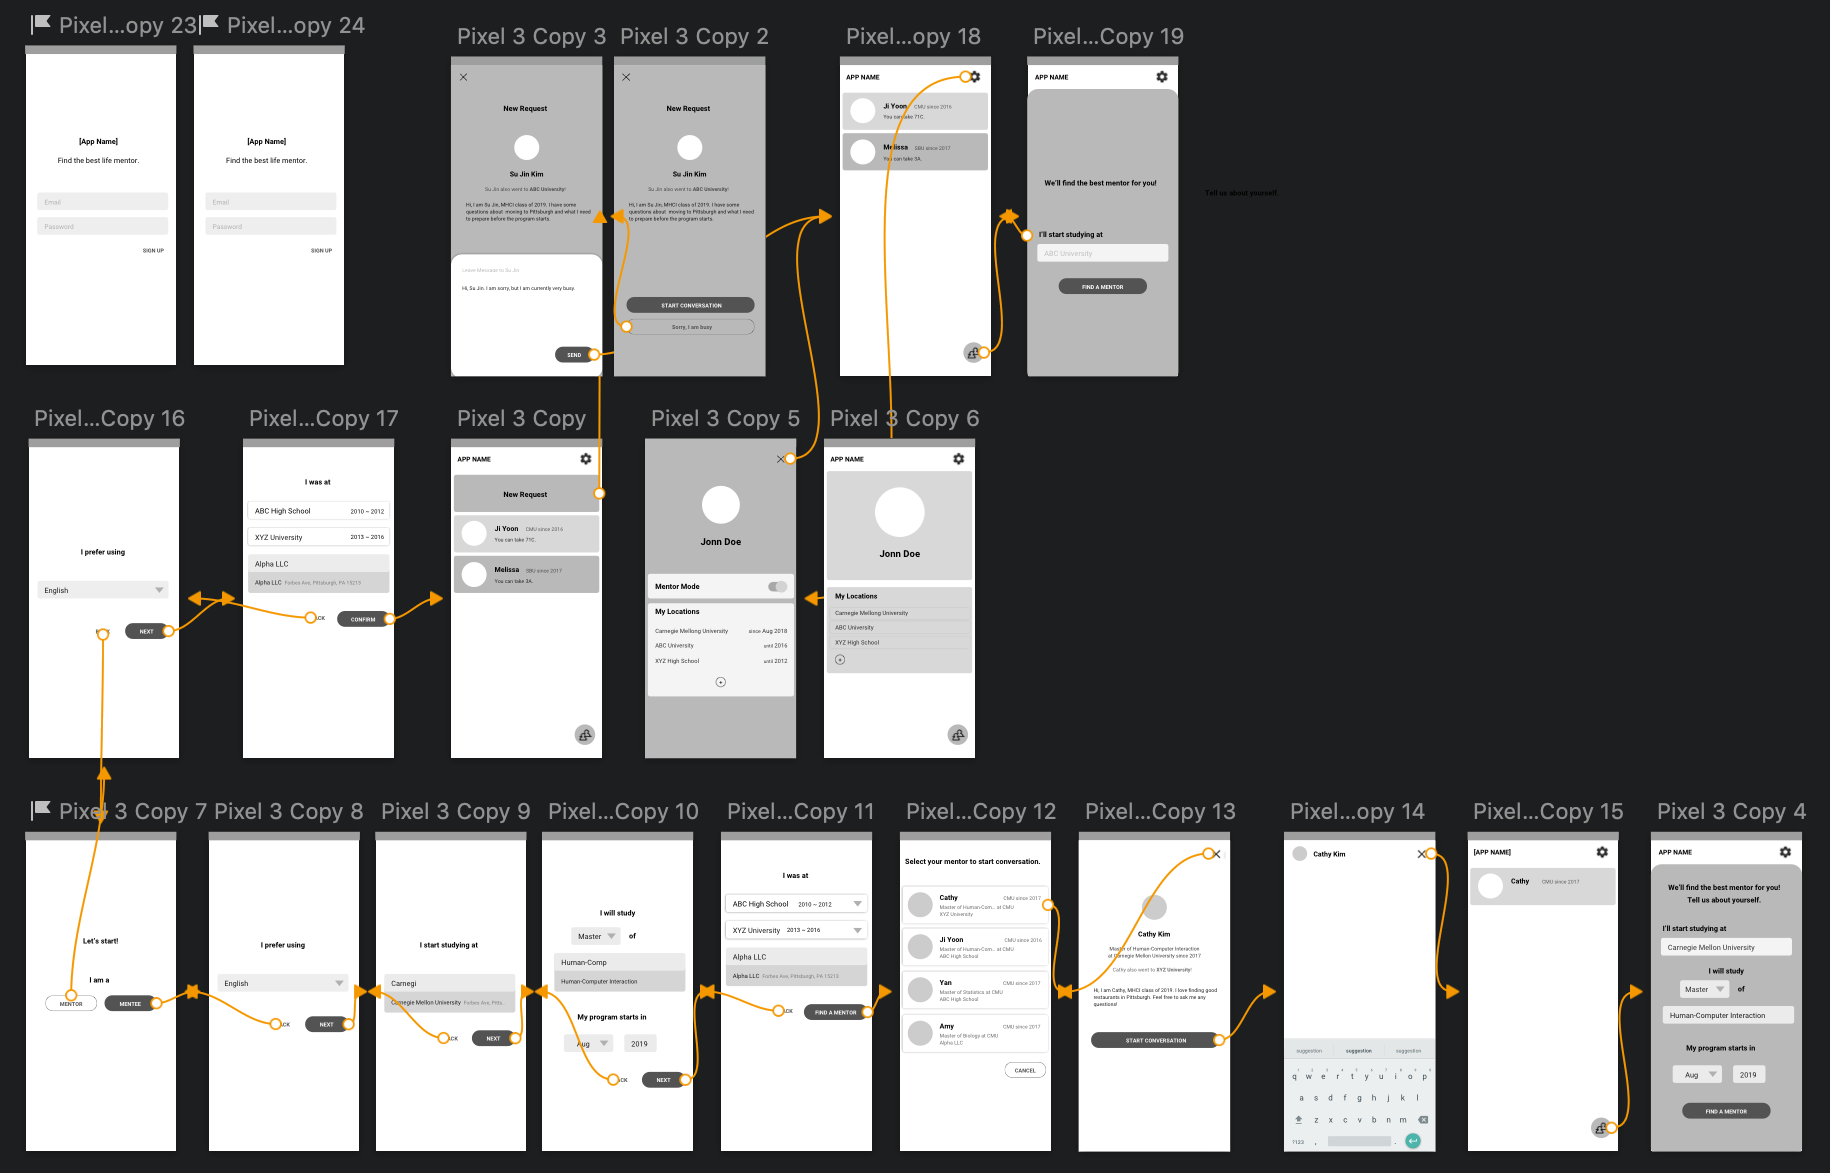 Pixel...opy 23
Pixel...opy 24
Pixel 3 Copy 3
Pixel 3 Copy 2
Pixel...opy 18
Pixel...Copy 19
[App Name]
Find the best life mentor.
Email
Password
SIGN UP
[App Name]
Find the best life mentor.
Email
Password
SIGN UP
New Request
Su Jin Kim
Su Jin also went to ABC University!
Hi, I am Su Jin, MHCI class of 2019. I have some
questions about moving to Pittsburgh and what I need
to prepare before the program starts.
Leave Message to Su Jin
Hi, Su Jin. I am sorry, but I am currently very busy.
SEND
New Request
Su Jin Kim
Su Jin also went to ABC University!
Hi, I am Su Jin, MHCI class of 2019. I have some
questions about moving to Pittsburgh and what I need
to prepare before the program starts.
START CONVERSATION
Sorry, I are busy
APP NAME
Ji Yoon CMU since 2016
You can take 71C.
Melissa SBU since 2017
You can take 3A.
APP NAME
We'll find the best mentor for you!
Tell us about yourself.
I'll start studying at
ABC University
FIND A MENTOR
Pixel...Copy 16
Pixel...Copy 17
Pixel 3 Copy
Pixel 3 Copy 5
Pixel 3 Copy 6
I prefer using
English
NEXT
I was at
ABC High School 2010 ~ 2012
XYZ University 2013 ~ 2016
Alpha LLC
Alpha LLC Forbes Ave, Pittsburgh, PA 15213
CK
CONFIRM
APP NAME
New Request
Ji Yoon CMU since 2016
You can take 71C.
Melissa SBU since 2017
You can take 3A.
Jonn Doe
Mentor Mode
My Locations
Carnegie Mellong University since Aug 2018
ABC University until 2016
XYZ High School until 2012
APP NAME
Jonn Doe
My Locations
Carnegie Mellong University
ABC University
XYZ High School
Pixel 3 Copy 7
Pixel 3 Copy 8
Pixel 3 Copy 9
Pixel...Copy 10
Pixel...Copy 11
Pixel...Copy 12
Pixel...Copy 13
Pixel...opy 14
Pixel...Copy 15
Pixel 3 Copy 4
Let's start!
I am a
MENTOR
MENTEE
I prefer using
English
CK
NEXT
I start studying at
Carnegi
Carnegie Mellon University Forbes Ave, Pitts.
CK
NEXT
I will study
Master of
Human-Comp
Human-Computer Interaction
My program starts in
Aug 2019
CK
NEXT
I was at
ABC High School 2010 ~ 2012
XYZ University 2013 ~ 2016
Alpha LLC
Alpha LLC Forbes Ave, Pittsburgh, PA 15213
CK
FIND A MENTOR
Select your mentor to start conversation.
Cathy CMU since 2017
Master of Human-Com... at CMU
XYZ University
Ji Yoon CMU since 2016
Master of Human-Com... at CMU
ABC High School
Yan CMU since 2017
Master of Statistics at CMU
ABC High School
Amy CMU since 2017
Master of Biology at CMU
Alpha LLC
CANCEL
Cathy Kim
Master of Human-Computer Interaction
at Carnegie Mellon University since 2017
Cathy also went to XYZ University!
Hi, I am Cathy, MHCI class of 2019. I love finding good
restaurants in Pittsburgh. Feel free to ask me any
questions!
START CONVERSATION
Cathy Kim
suggestion suggestion suggestion
1 2 3 4 5 6 7 8 9 0
q w e r t y u i o p
a s d f g h j k l
z x c v b n m
?123 , .
[APP NAME]
Cathy CMU since 2017
APP NAME
We'll find the best mentor for you!
Tell us about yourself.
I'll start studying at
Carnegie Mellon University
I will study
Master of
Human-Computer Interaction
My program starts in
Aug 2019
FIND A MENTOR